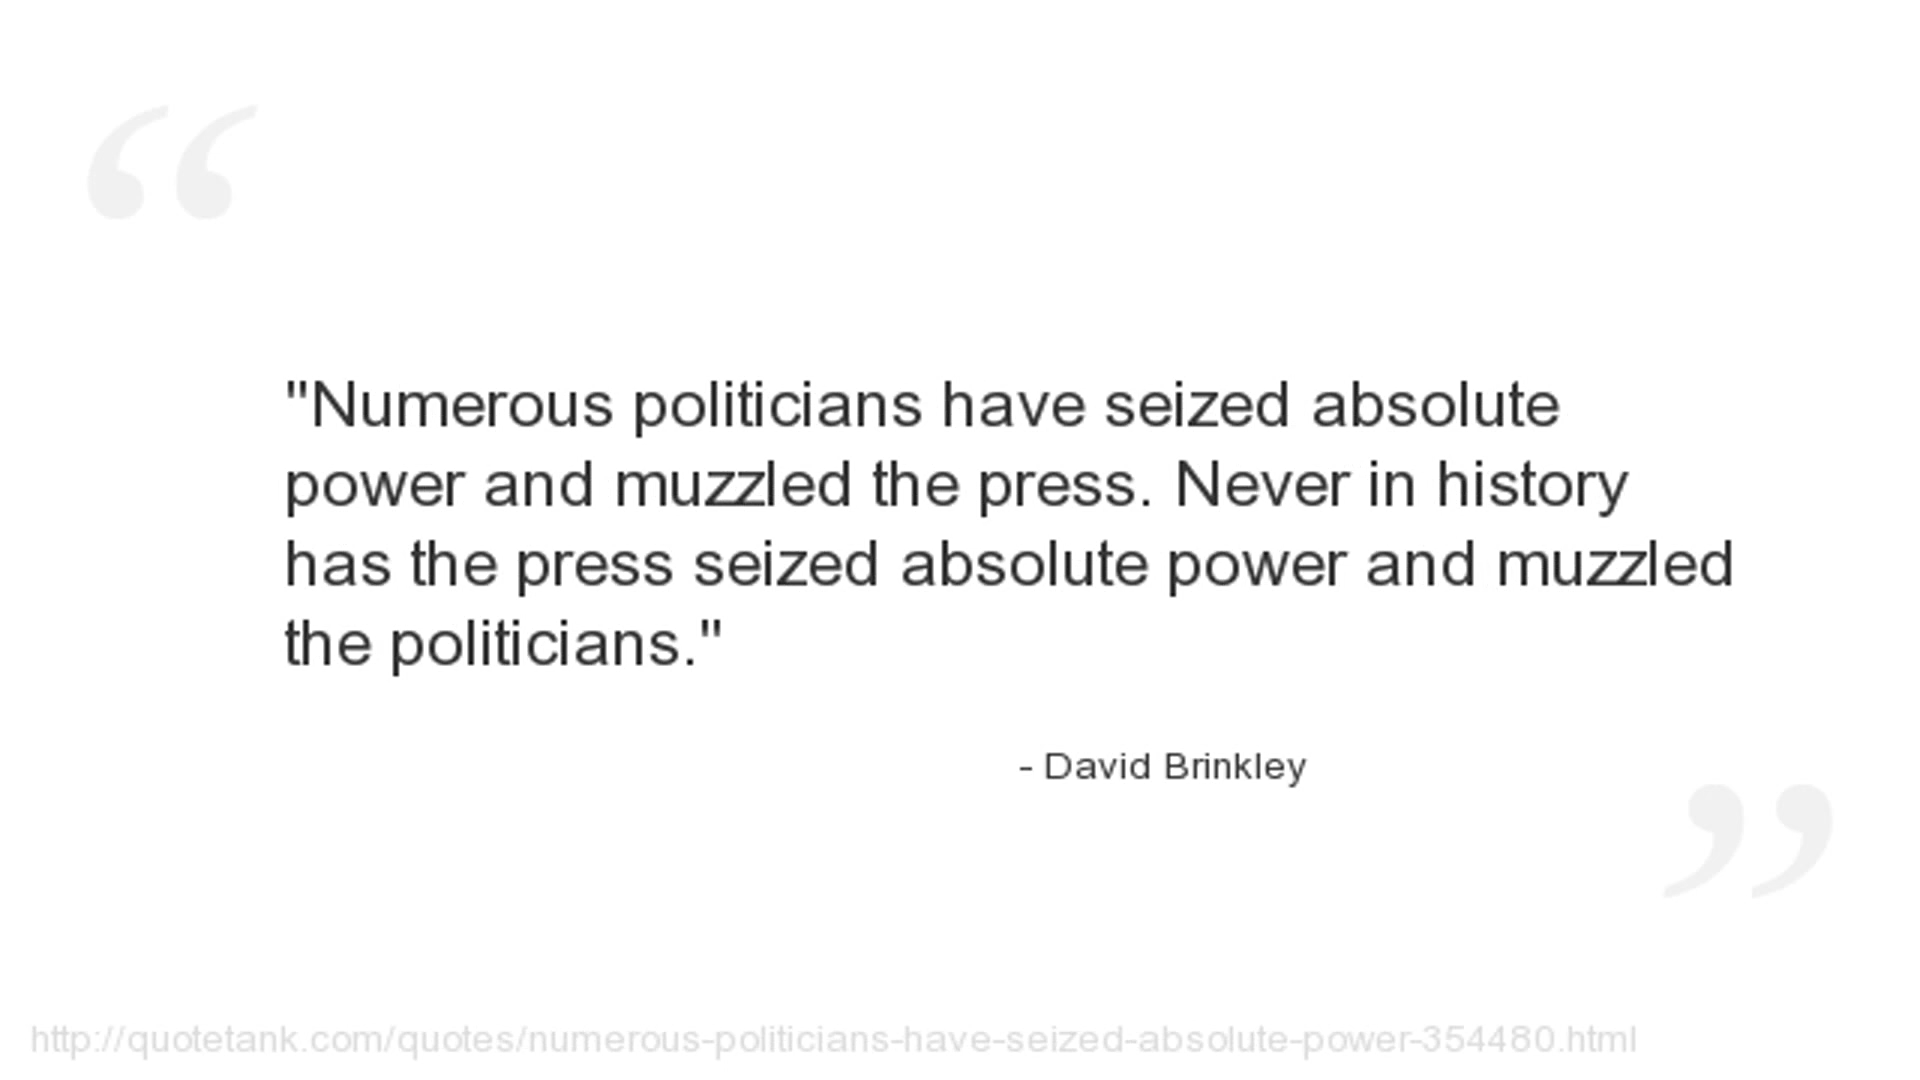 "Numerous politicians have seized absolute
power and muzzled the press. Never in history
has the press seized absolute power and muzzled
the politicians."
- David Brinkley
http://quotetank.com/quotes/numerous-politicians-have-seized-absolute-power-354480.html